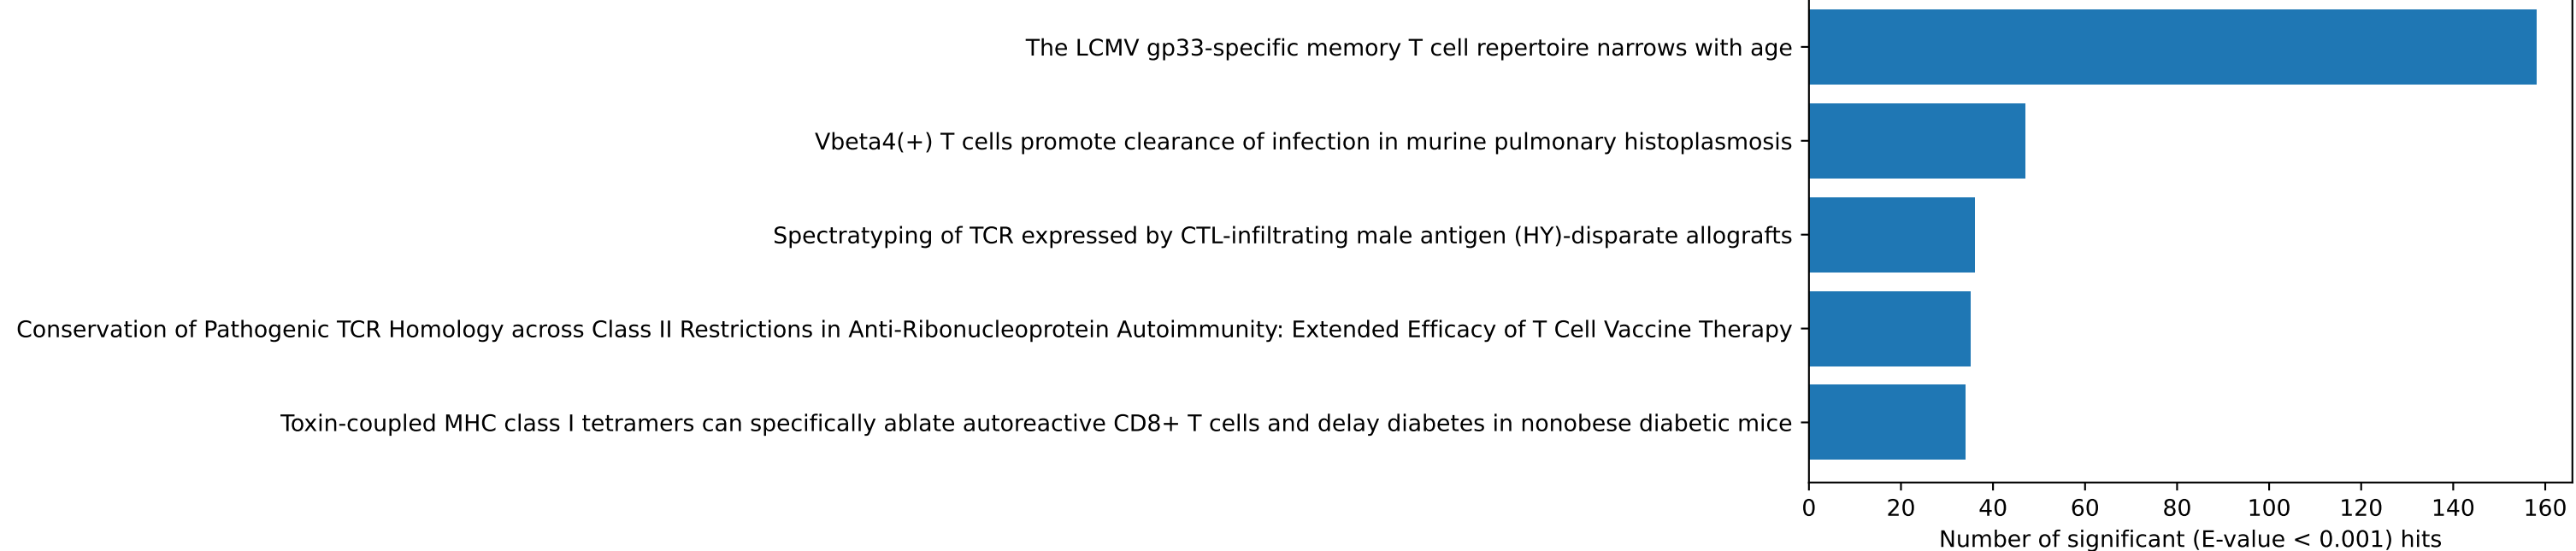 The LCMV gp33-specific memory T cell repertoire narrows with age
Vbeta4(+) T cells promote clearance of infection in murine pulmonary histoplasmosis
Spectratyping of TCR expressed by CTL-infiltrating male antigen (HY)-disparate allografts
Conservation of Pathogenic TCR Homology across Class II Restrictions in Anti-Ribonucleoprotein Autoimmunity: Extended Efficacy of T Cell Vaccine Therapy
Toxin-coupled MHC class I tetramers can specifically ablate autoreactive CD8+ T cells and delay diabetes in nonobese diabetic mice
0 20 40 60 80 100 120 140 160
Number of significant (E-value < 0.001) hits